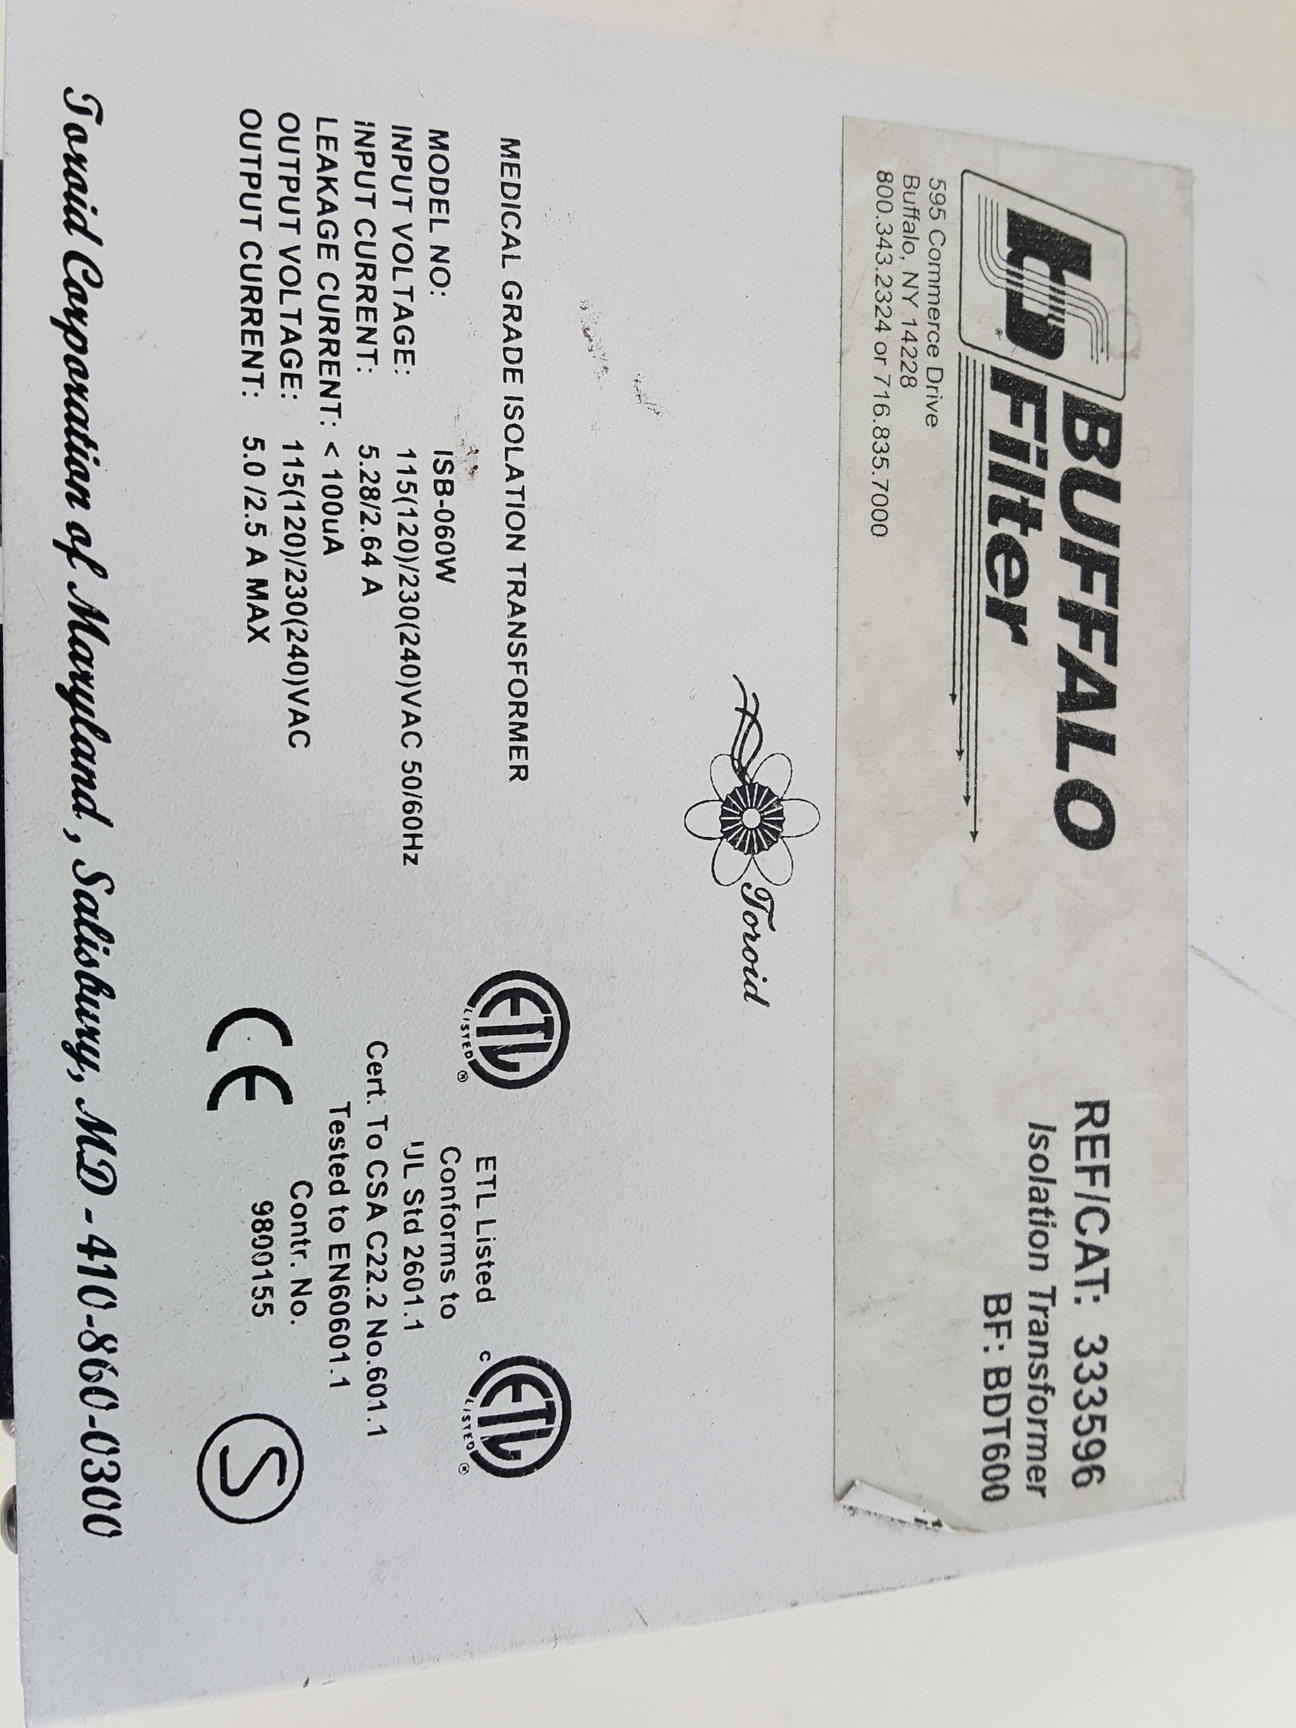 BUFFALO
Filter
595 Commerce Drive
Buffalo, NY 14228
800.343.2324 or 716.835.7000
REF/CAT: 333596
Isolation Transformer
BF: BDT600
Toroid
MEDICAL GRADE ISOLATION TRANSFORMER
MODEL NO: ISB-060W
INPUT VOLTAGE: 115(120)/230(240)VAC 50/60Hz
INPUT CURRENT: 5.28/2.64 A
LEAKAGE CURRENT: < 100uA
OUTPUT VOLTAGE: 115(120)/230(240)VAC
OUTPUT CURRENT: 5.0 /2.5 A MAX
ETL
LISTED ®
c ETL
LISTED ®
ETL Listed
Conforms to
UL Std 2601.1
Cert. To CSA C22.2 No.601.1
Tested to EN60601.1
Contr. No.
9800155
CE
S
Toroid Corporation of Maryland, Salisbury, MD - 410-860-0300